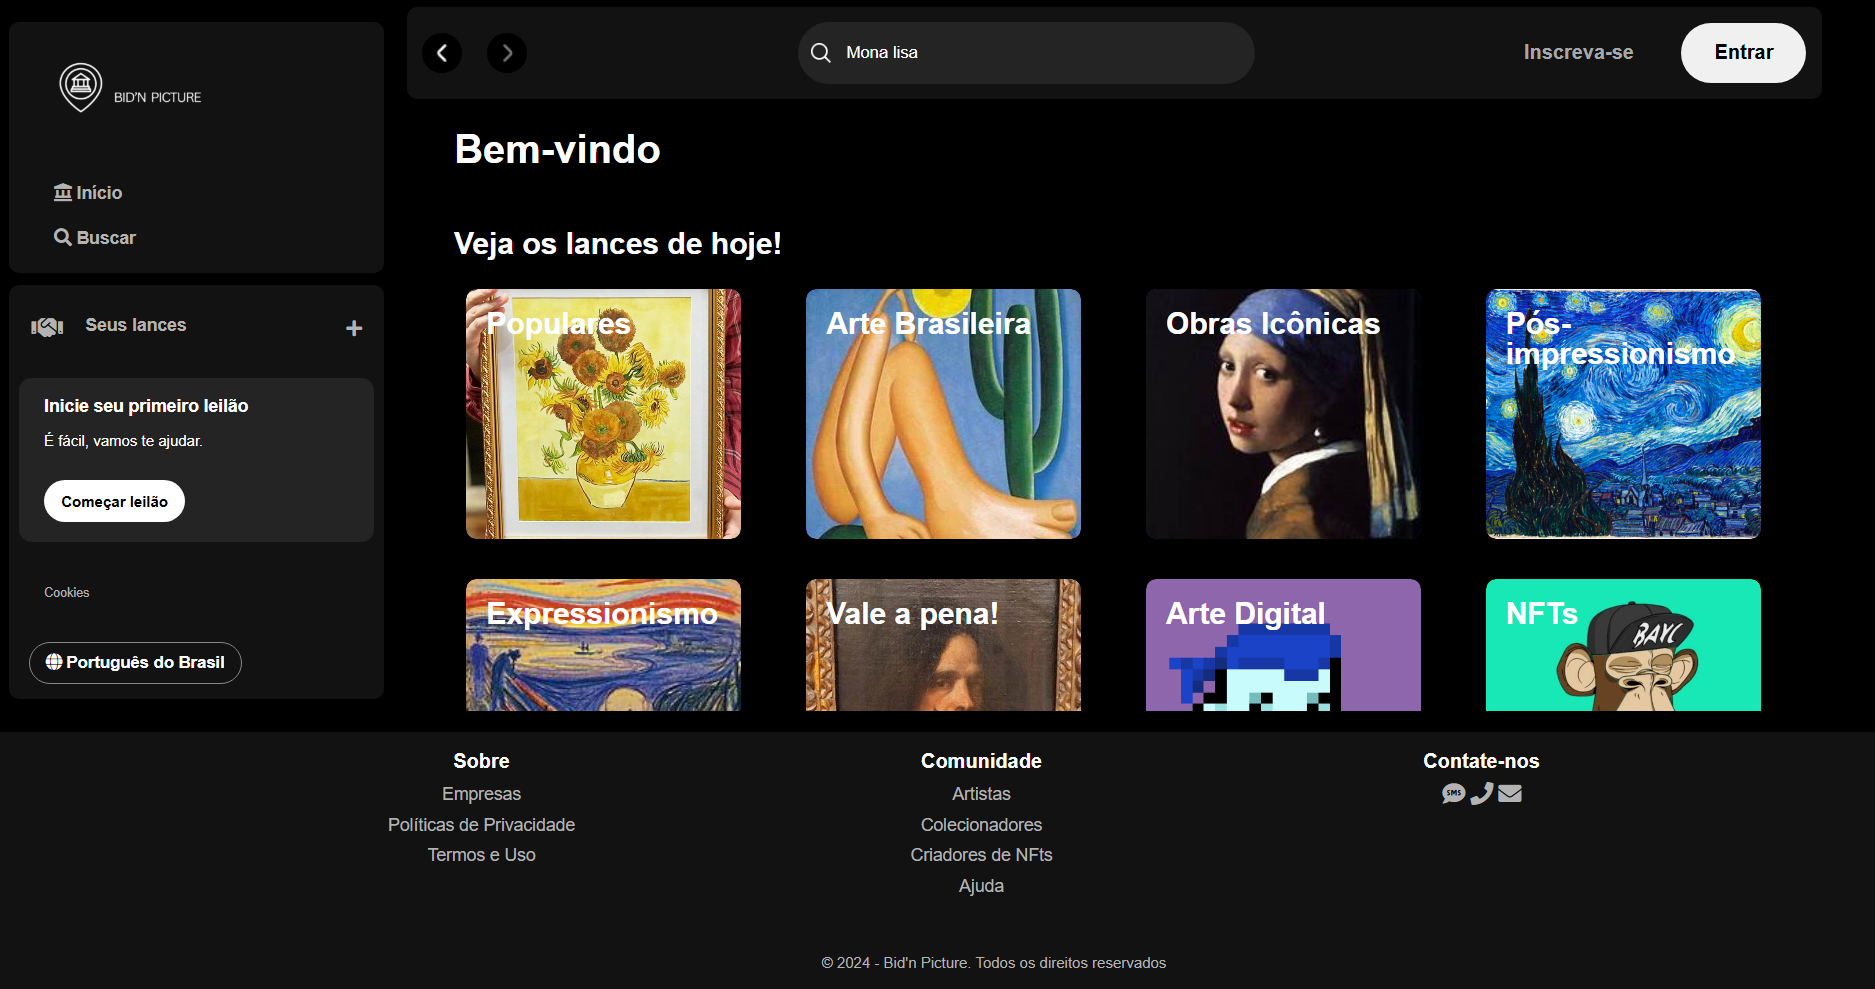 BID'N PICTURE
Início
Buscar
Seus lances
Inicie seu primeiro leilão
É fácil, vamos te ajudar.
Começar leilão
Cookies
Português do Brasil
Mona lisa
Inscreva-se
Entrar
Bem-vindo
Veja os lances de hoje!
Populares
Arte Brasileira
Obras Icônicas
Pós-
impressionismo
Expressionismo
Vale a pena!
Arte Digital
NFTs
BAYC
Sobre
Empresas
Políticas de Privacidade
Termos e Uso
Comunidade
Artistas
Colecionadores
Criadores de NFts
Ajuda
Contate-nos
SMS
© 2024 - Bid'n Picture. Todos os direitos reservados